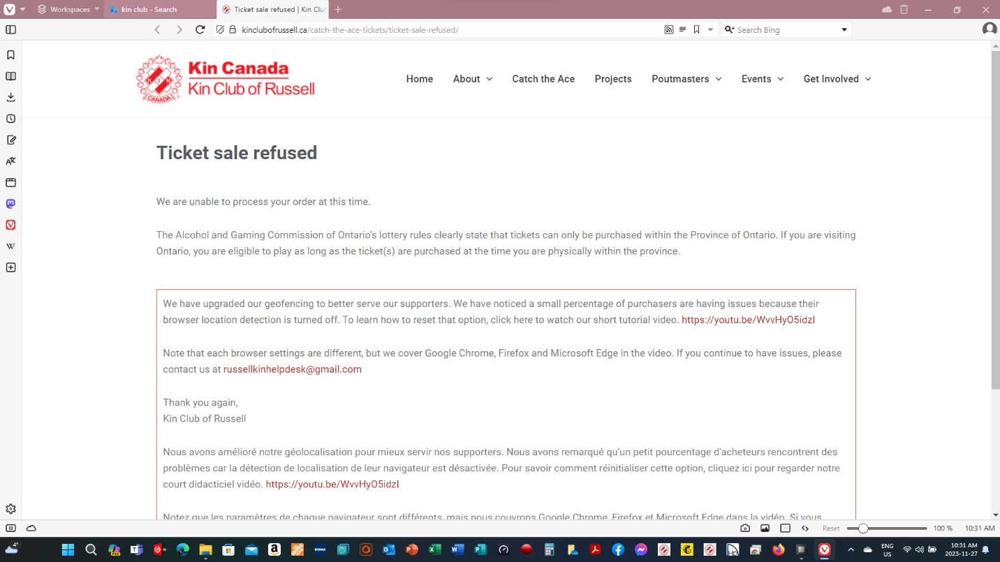 Workspaces
kin club - Search
Ticket sale refused | Kin Clu
kinclubofrussell.ca/catch-the-ace-tickets/ticket-sale-refused/
Search Bing
Kin Canada
Kin Club of Russell
KIN
CANADA
Home
About
Catch the Ace
Projects
Poutmasters
Events
Get Involved
Ticket sale refused
We are unable to process your order at this time.
The Alcohol and Gaming Commission of Ontario's lottery rules clearly state that tickets can only be purchased within the Province of Ontario. If you are visiting
Ontario, you are eligible to play as long as the ticket(s) are purchased at the time you are physically within the province.
We have upgraded our geofencing to better serve our supporters. We have noticed a small percentage of purchasers are having issues because their
browser location detection is turned off. To learn how to reset that option, click here to watch our short tutorial video. https://youtu.be/WvvHyO5idzI
Note that each browser settings are different, but we cover Google Chrome, Firefox and Microsoft Edge in the video. If you continue to have issues, please
contact us at russellkinhelpdesk@gmail.com
Thank you again,
Kin Club of Russell
Nous avons amélioré notre géolocalisation pour mieux servir nos supporters. Nous avons remarqué qu'un petit pourcentage d'acheteurs rencontrent des
problèmes car la détection de localisation de leur navigateur est désactivée. Pour savoir comment réinitialiser cette option, cliquez ici pour regarder notre
court didacticiel vidéo. https://youtu.be/WvvHyO5idzI
Notez que les paramètres de chaque navigateur sont différents, mais nous couvrons Google Chrome, Firefox et Microsoft Edge dans la vidéo. Si vous
Reset
100 %
10:31 AM
4°
RONA
ENG
US
10:31 AM
2023-11-27